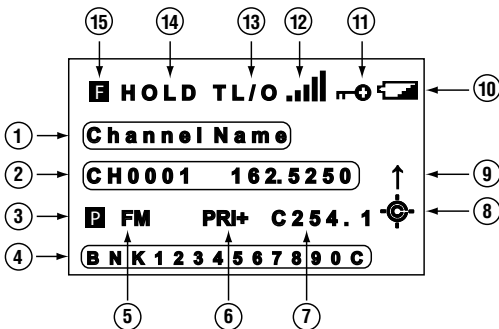 15 14 13 12 11
F HOLD TL/O 10
1 Channel Name
2 CH0001 162.5250 9
3 P FM PRI+ C254.1 C 8
4 BNK1234567890C
5 6 7